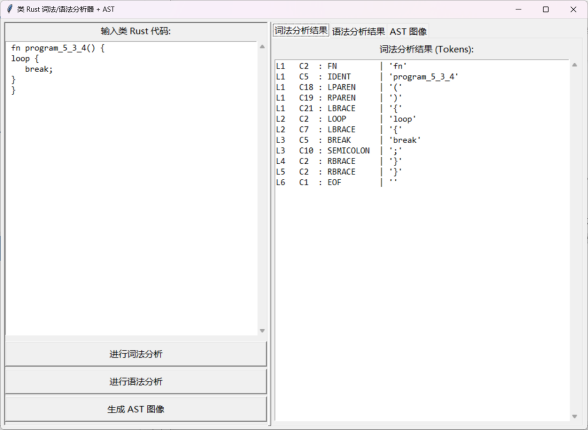 类 Rust 词法/语法分析器 + AST
输入类 Rust 代码:
fn program_5_3_4() {
loop {
   break;
}
}
进行词法分析
进行语法分析
生成 AST 图像
词法分析结果 语法分析结果 AST 图像
词法分析结果 (Tokens):
L1   C2  : FN         | 'fn'
L1   C5  : IDENT      | 'program_5_3_4'
L1   C18 : LPAREN     | '('
L1   C19 : RPAREN     | ')'
L1   C21 : LBRACE     | '{'
L2   C2  : LOOP       | 'loop'
L2   C7  : LBRACE     | '{'
L3   C5  : BREAK      | 'break'
L3   C10 : SEMICOLON  | ';'
L4   C2  : RBRACE     | '}'
L5   C2  : RBRACE     | '}'
L6   C1  : EOF        | ''